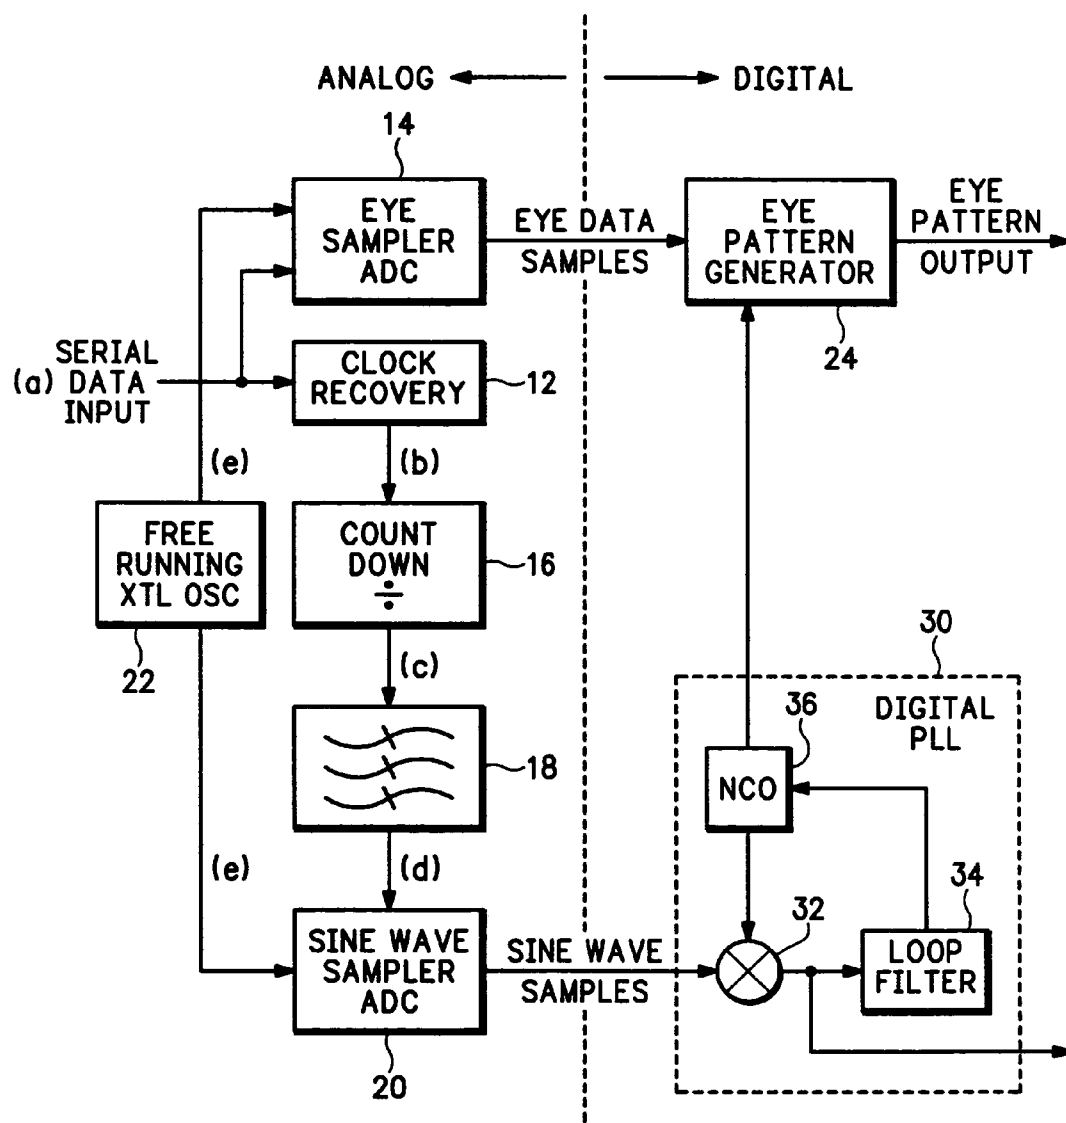 ANALOG
DIGITAL
14
EYE
SAMPLER
ADC
EYE DATA
SAMPLES
EYE
PATTERN
GENERATOR
EYE
PATTERN
OUTPUT
24
SERIAL
(a) DATA
INPUT
CLOCK
RECOVERY
12
(e)
(b)
FREE
RUNNING
XTL OSC
22
COUNT
DOWN
÷
16
(c)
30
DIGITAL
PLL
18
36
NCO
(e)
(d)
34
32
SINE WAVE
SAMPLER
ADC
20
SINE WAVE
SAMPLES
LOOP
FILTER